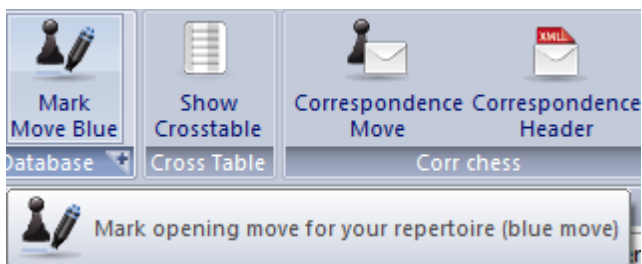 XML
Mark
Move Blue
Show
Crosstable
Correspondence
Move
Correspondence
Header
Database
Cross Table
Corr chess
Mark opening move for your repertoire (blue move)